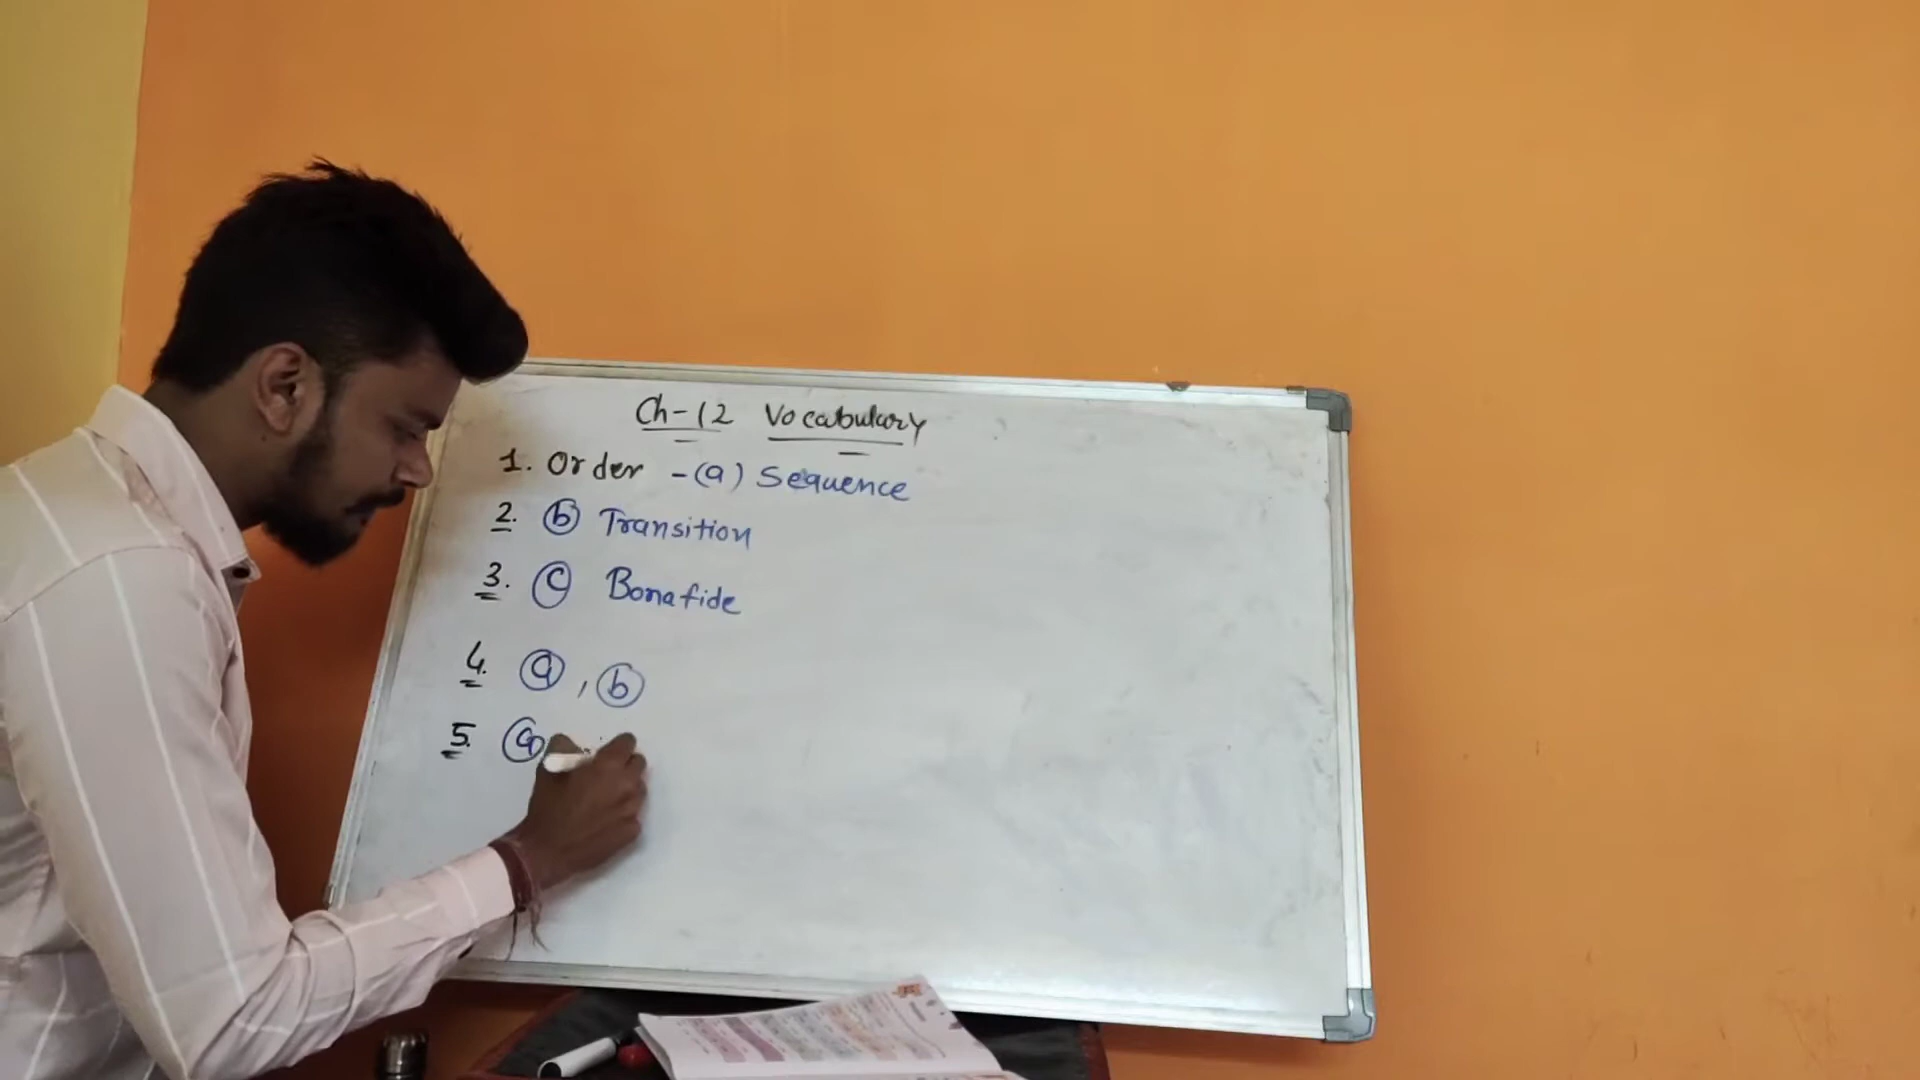 Ch-12 Vocabulary
1. Order - (a) Sequence
2. (b) Transition
3. (c) Bonafide
4. (a), (b)
5. (a)